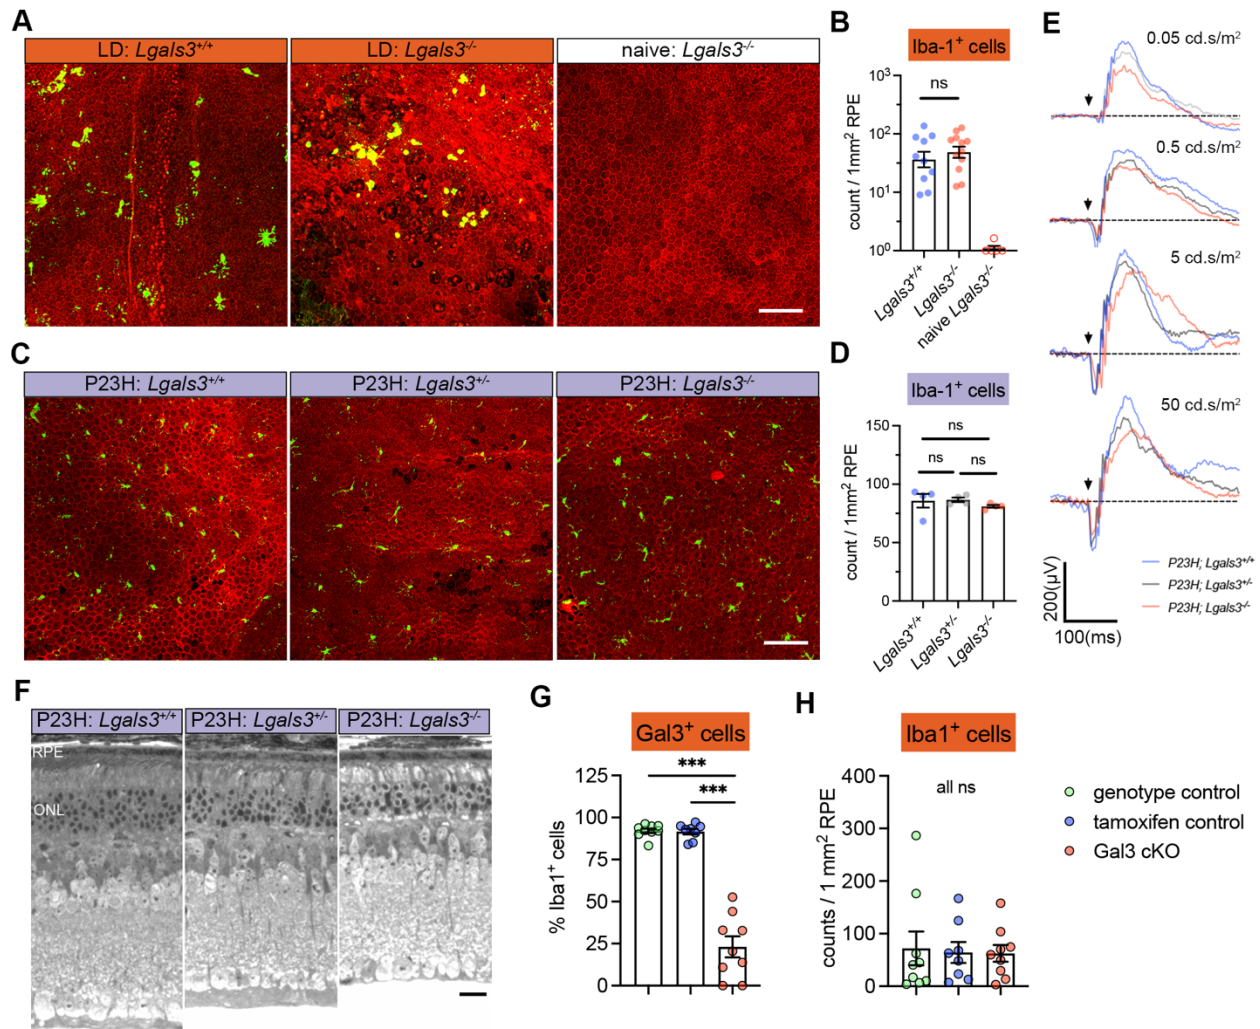 A
LD: Lgals3+/+
LD: Lgals3-/-
naive: Lgals3-/-
B
Iba-1+ cells
ns
10³
10²
10¹
10⁰
count / 1mm² RPE
Lgals3+/+
Lgals3-/-
naive Lgals3-/-
C
P23H: Lgals3+/+
P23H: Lgals3+/-
P23H: Lgals3-/-
D
Iba-1+ cells
ns
ns
ns
150
100
50
0
count / 1mm² RPE
Lgals3+/+
Lgals3+/-
Lgals3-/-
E
0.05 cd.s/m²
0.5 cd.s/m²
5 cd.s/m²
50 cd.s/m²
200(µV)
100(ms)
P23H; Lgals3+/+
P23H; Lgals3+/-
P23H; Lgals3-/-
F
P23H: Lgals3+/+
P23H: Lgals3+/-
P23H: Lgals3-/-
RPE
ONL
G
Gal3+ cells
***
***
125
100
75
50
25
0
% Iba1+ cells
H
Iba1+ cells
all ns
400
300
200
100
0
counts / 1 mm² RPE
genotype control
tamoxifen control
Gal3 cKO